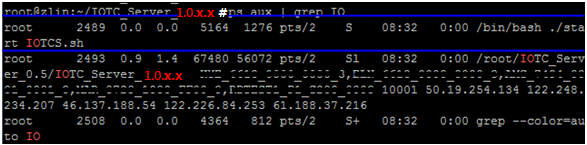 root@zlin:~/IOTC_Server_1.0.x.x #ps aux | grep IO
root 2489 0.0 0.0 5164 1276 pts/2 S 08:32 0:00 /bin/bash ./sta
rt IOTCS.sh
root 2493 0.9 1.4 67480 56072 pts/2 Sl 08:32 0:00 /root/IOTC_Serv
er_0.5/IOTC_Server_1.0.x.x
10001 50.19.254.134 122.248.
234.207 46.137.188.54 122.226.84.253 61.188.37.216
root 2508 0.0 0.0 4364 812 pts/2 S+ 08:32 0:00 grep --color=au
to IO